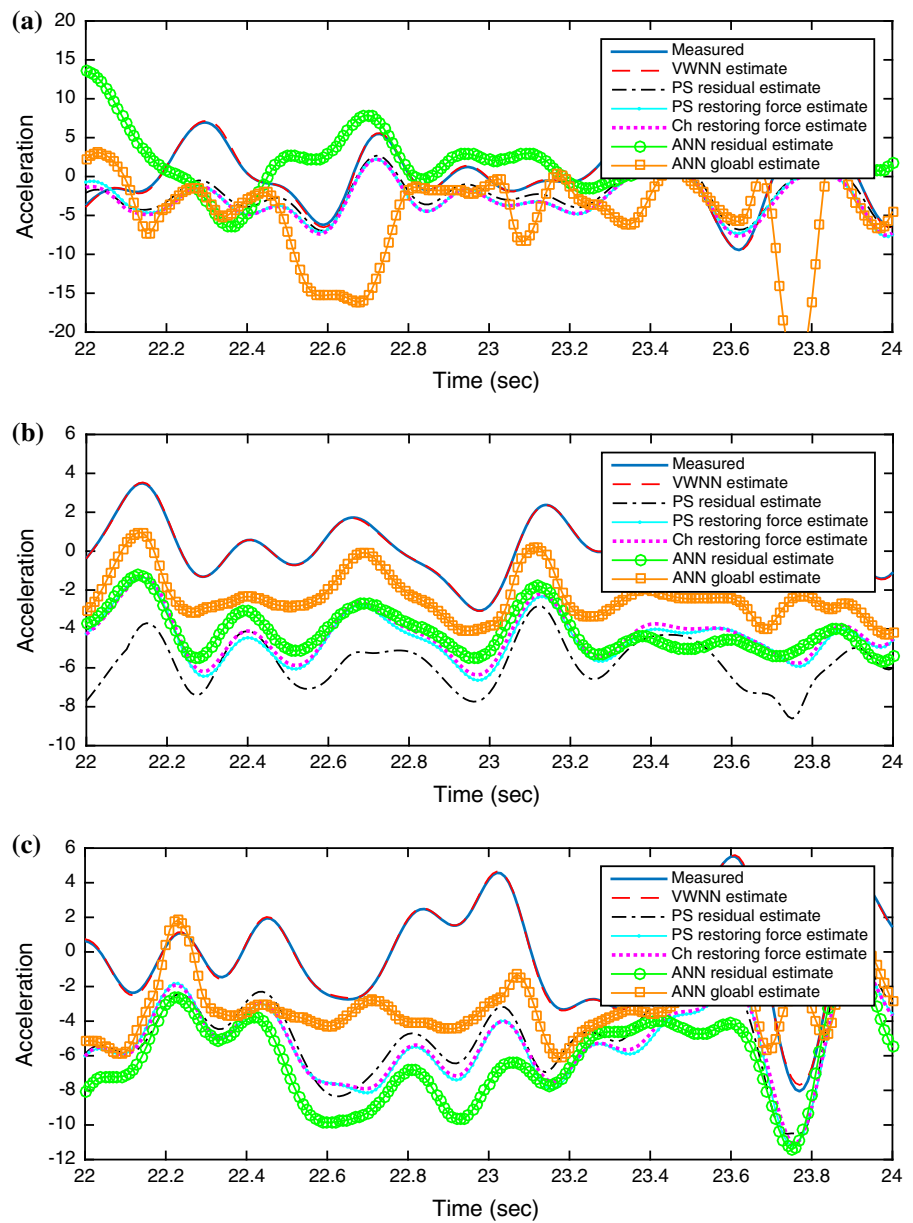 (a)
20
15
10
5
0
-5
-10
-15
-20
Acceleration
Measured
VWNN estimate
PS residual estimate
PS restoring force estimate
Ch restoring force estimate
ANN residual estimate
ANN gloabl estimate
22 22.2 22.4 22.6 22.8 23 23.2 23.4 23.6 23.8 24
Time (sec)
(b)
6
4
2
0
-2
-4
-6
-8
-10
Acceleration
Measured
VWNN estimate
PS residual estimate
PS restoring force estimate
Ch restoring force estimate
ANN residual estimate
ANN gloabl estimate
22 22.2 22.4 22.6 22.8 23 23.2 23.4 23.6 23.8 24
Time (sec)
(c)
6
4
2
0
-2
-4
-6
-8
-10
-12
Acceleration
Measured
VWNN estimate
PS residual estimate
PS restoring force estimate
Ch restoring force estimate
ANN residual estimate
ANN gloabl estimate
22 22.2 22.4 22.6 22.8 23 23.2 23.4 23.6 23.8 24
Time (sec)